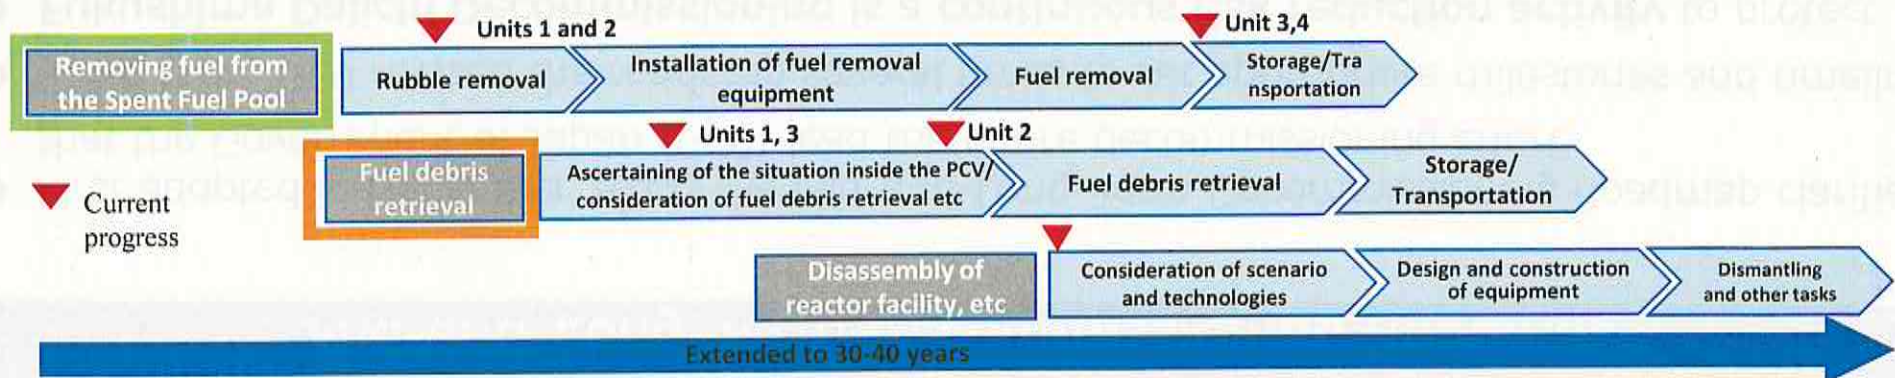 Units 1 and 2
Unit 3,4
Removing fuel from
the Spent Fuel Pool
Rubble removal
Installation of fuel removal
equipment
Fuel removal
Storage/Tra
nsportation
Units 1, 3
Unit 2
Fuel debris
retrieval
Ascertaining of the situation inside the PCV/
consideration of fuel debris retrieval etc
Fuel debris retrieval
Storage/
Transportation
Current
progress
Disassembly of
reactor facility, etc
Consideration of scenario
and technologies
Design and construction
of equipment
Dismantling
and other tasks
Extended to 30-40 years